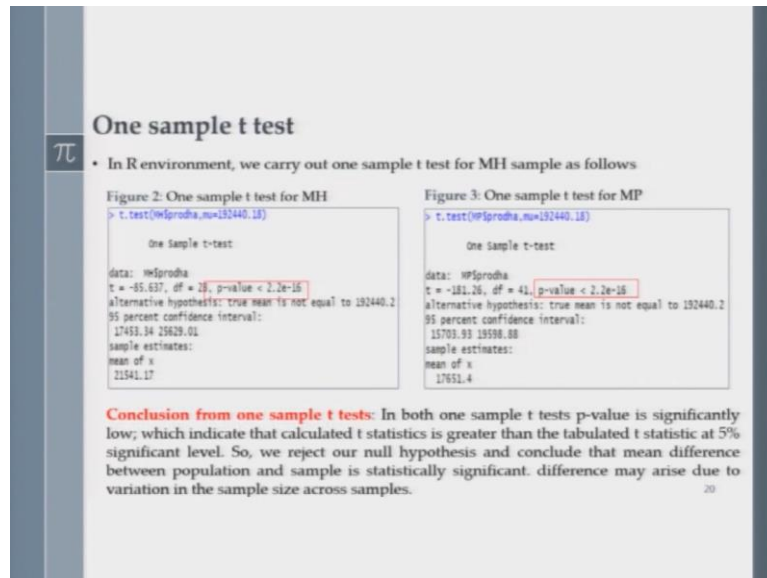 One sample t test
π
• In R environment, we carry out one sample t test for MH sample as follows
Figure 2: One sample t test for MH
> t.test(MH$prodha,mu=192440.18)
One Sample t-test
data: MH$prodha
t = -85.637, df = 28, p-value < 2.2e-16
alternative hypothesis: true mean is not equal to 192440.2
95 percent confidence interval:
17453.34 25629.01
sample estimates:
mean of x
21541.17
Figure 3: One sample t test for MP
> t.test(MP$prodha,mu=192440.18)
One Sample t-test
data: MP$prodha
t = -181.26, df = 41, p-value < 2.2e-16
alternative hypothesis: true mean is not equal to 192440.2
95 percent confidence interval:
15703.93 19598.88
sample estimates:
mean of x
17651.4
Conclusion from one sample t tests: In both one sample t tests p-value is significantly
low; which indicate that calculated t statistics is greater than the tabulated t statistic at 5%
significant level. So, we reject our null hypothesis and conclude that mean difference
between population and sample is statistically significant. difference may arise due to
variation in the sample size across samples.
20